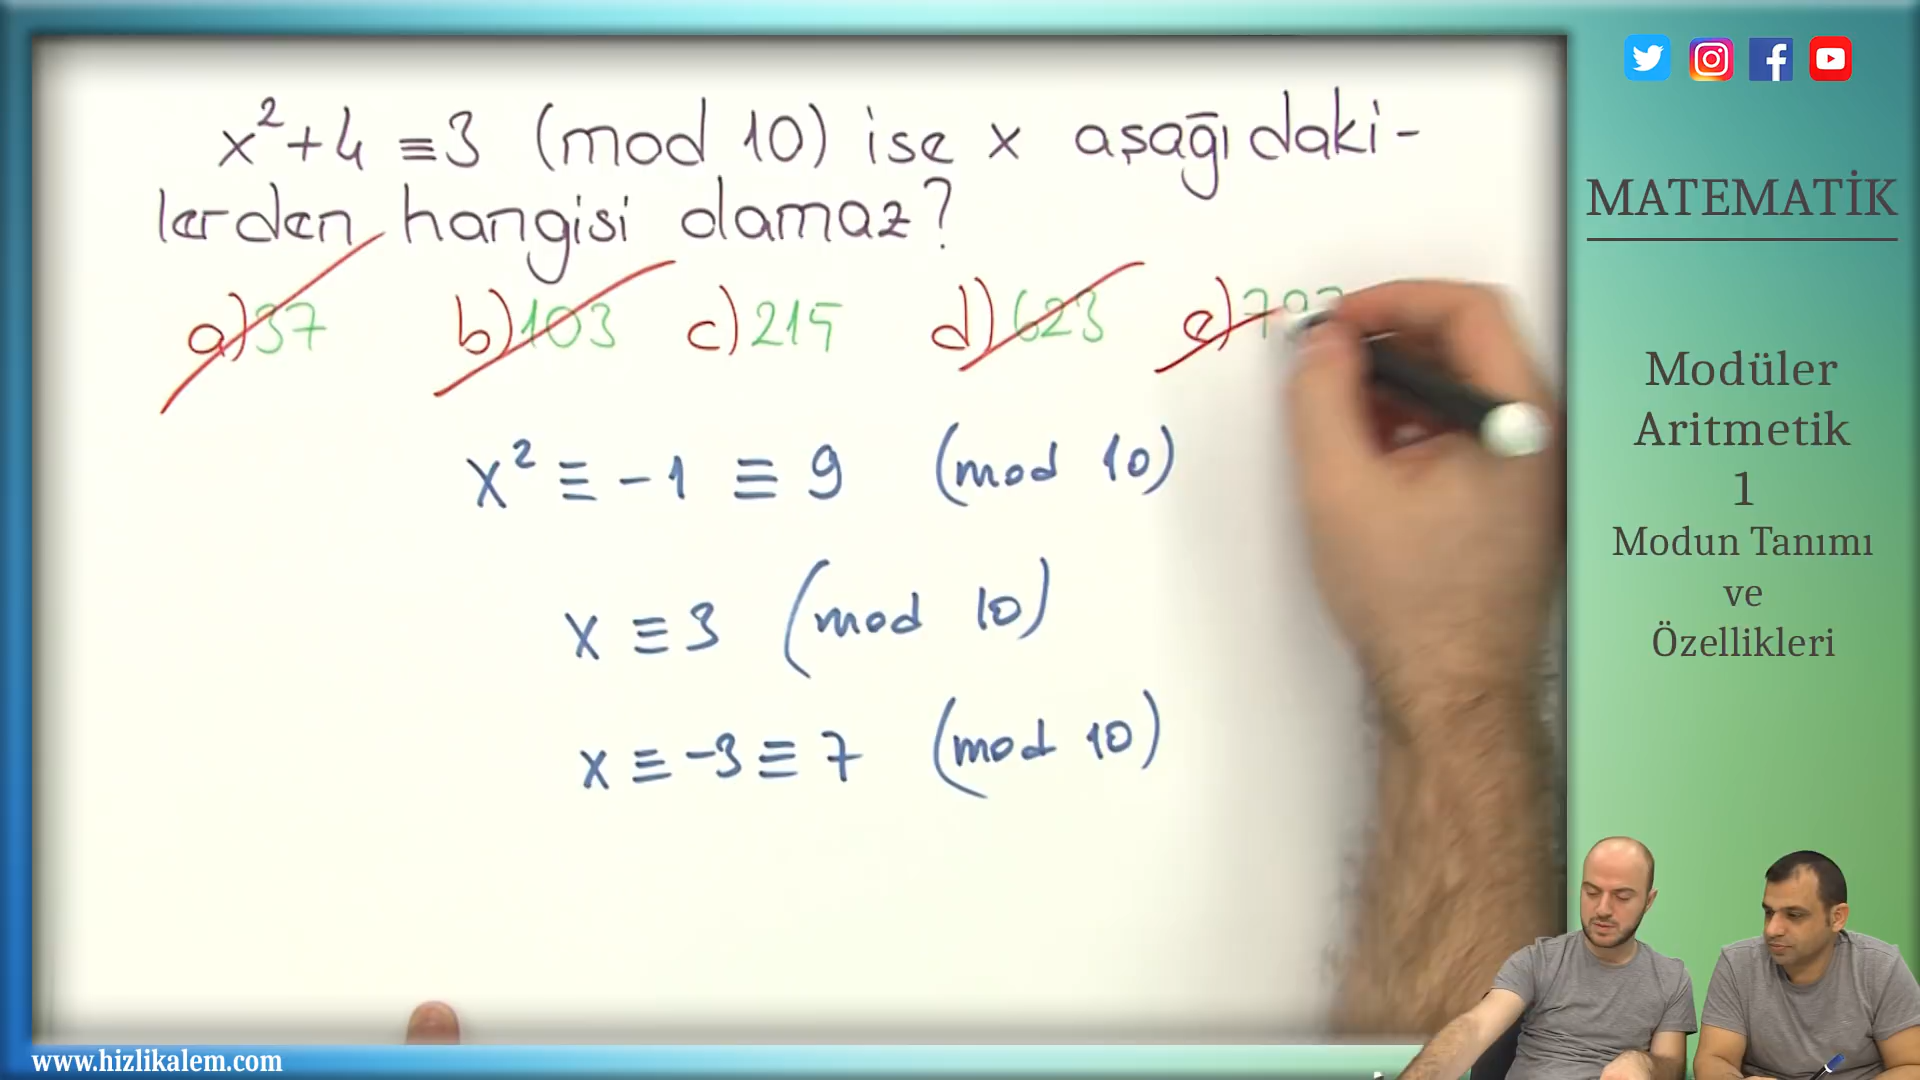 x²+4 ≡ 3 (mod 10) ise x aşağıdaki-
lerden hangisi olamaz?
a) 37 b) 103 c) 215 d) 623 e)
x² ≡ -1 ≡ 9 (mod 10)
x ≡ 3 (mod 10)
x ≡ -3 ≡ 7 (mod 10)
MATEMATİK
Modüler
Aritmetik
1
Modun Tanımı
ve
Özellikleri
www.hizlikalem.com